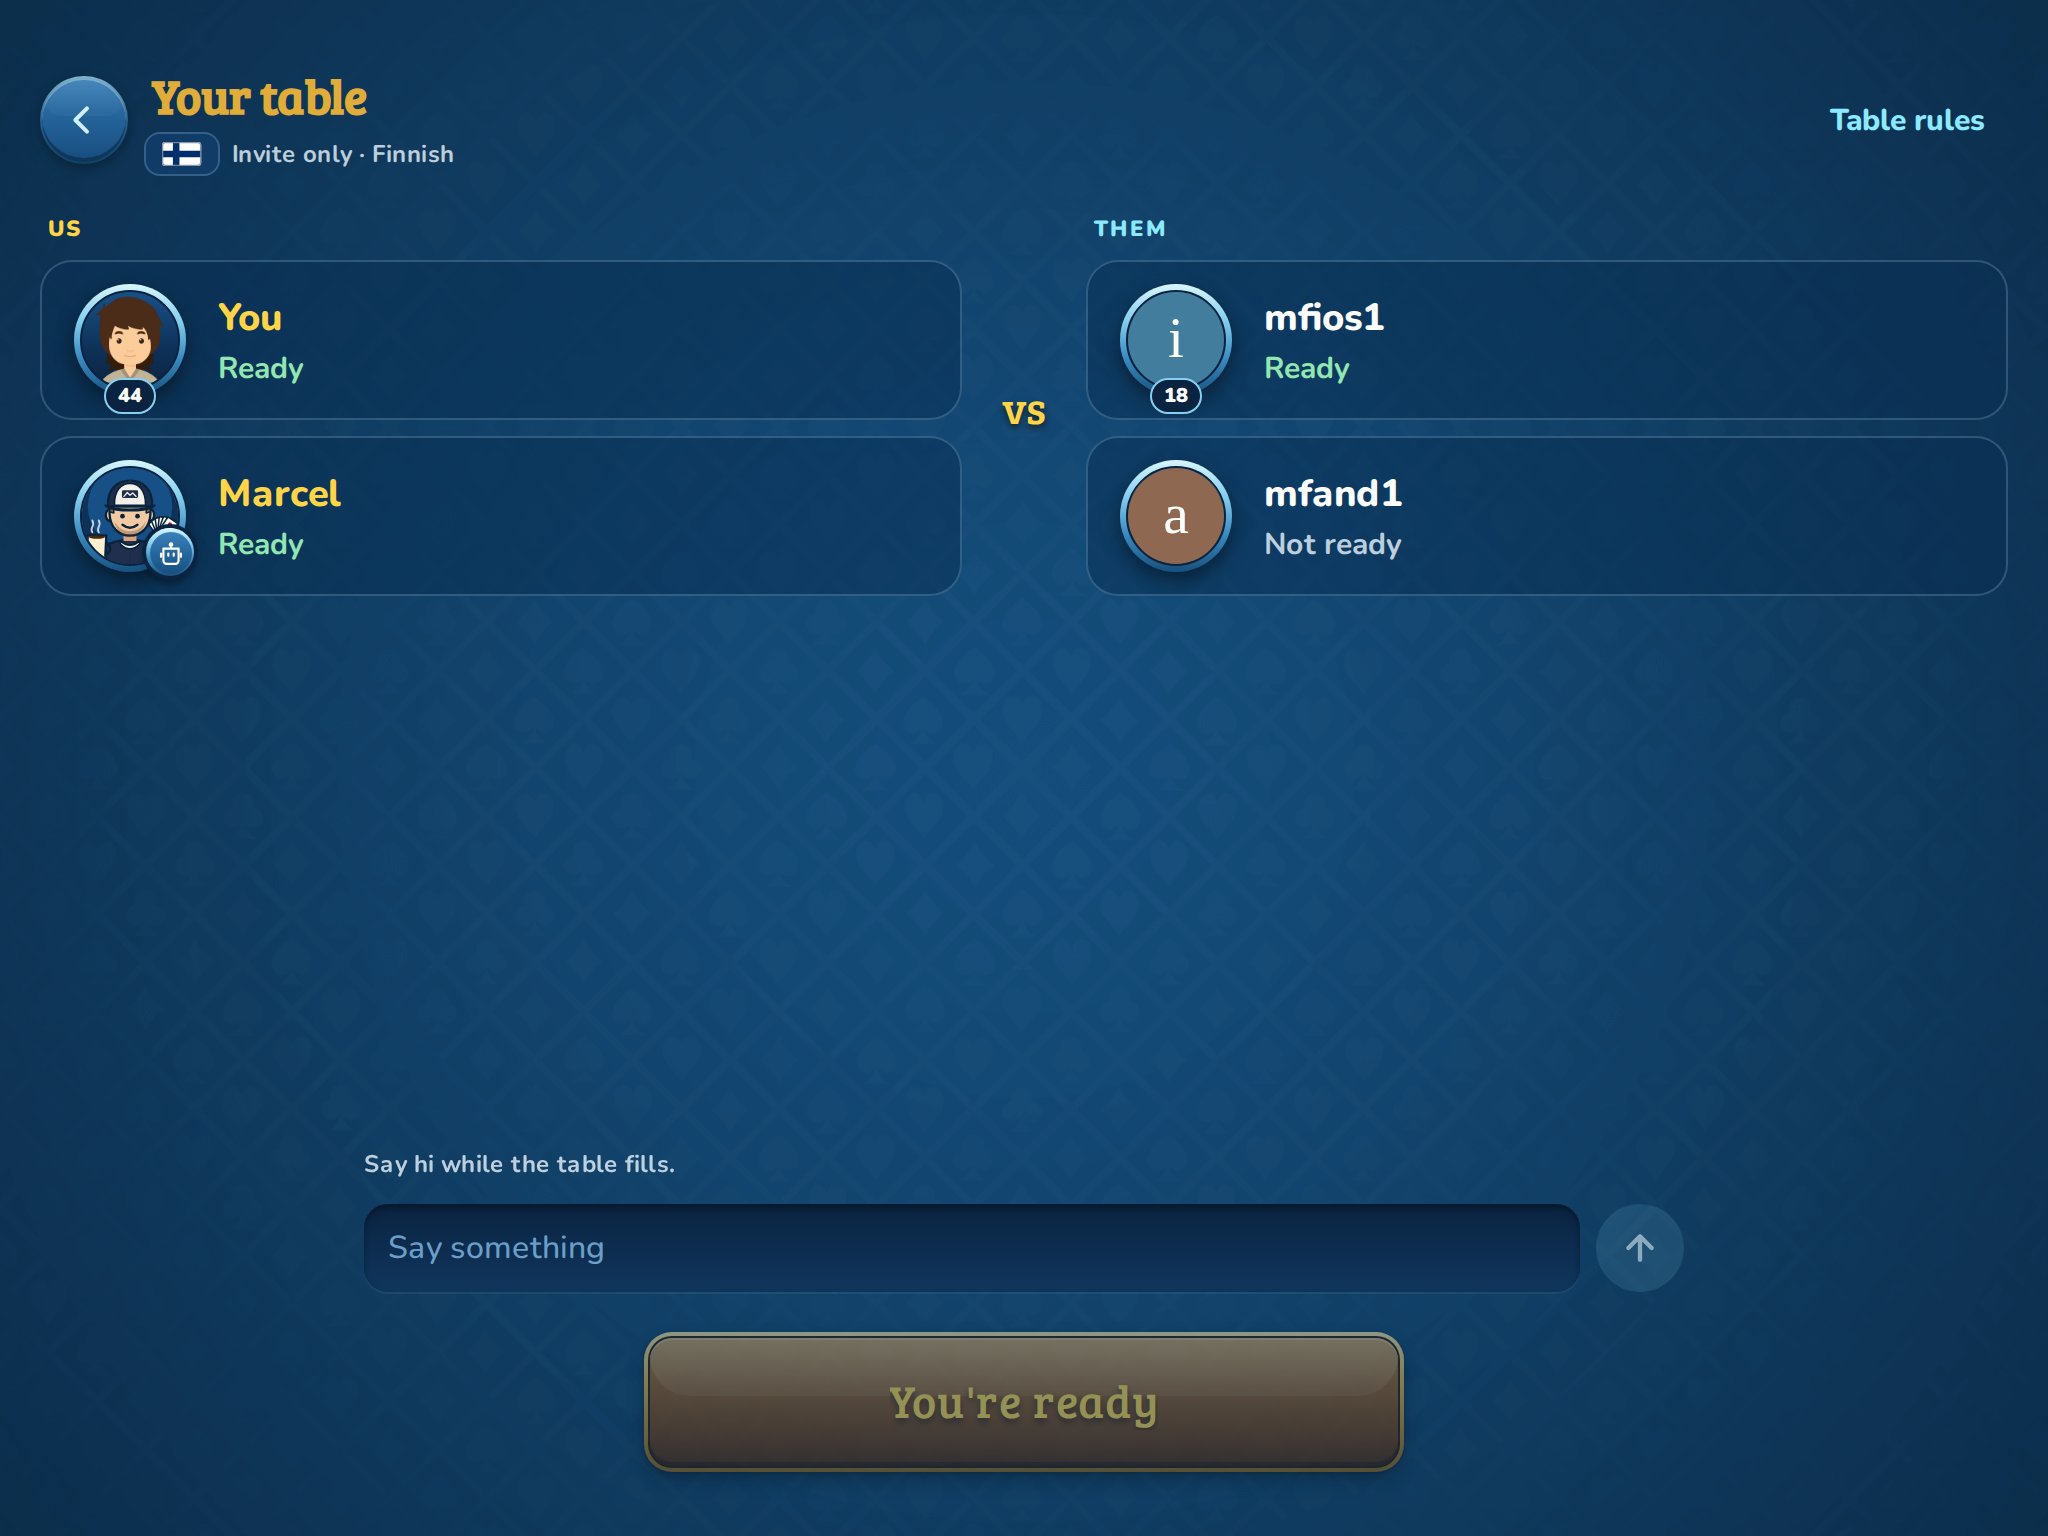 Your table
Invite only · Finnish
Table rules
US
THEM
You
Ready
44
mfios1
Ready
i
18
VS
Marcel
Ready
mfand1
Not ready
a
Say hi while the table fills.
Say something
You're ready